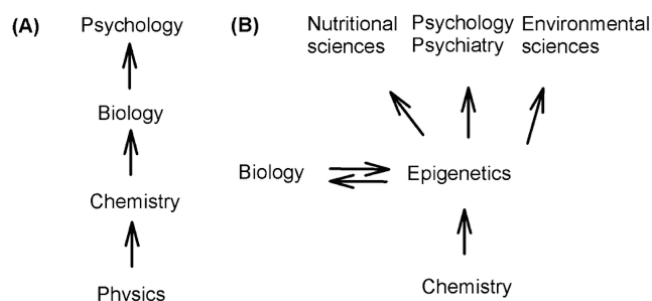 (A)
Psychology
Biology
Chemistry
Physics
(B)
Nutritional
sciences
Psychology
Psychiatry
Environmental
sciences
Biology
Epigenetics
Chemistry